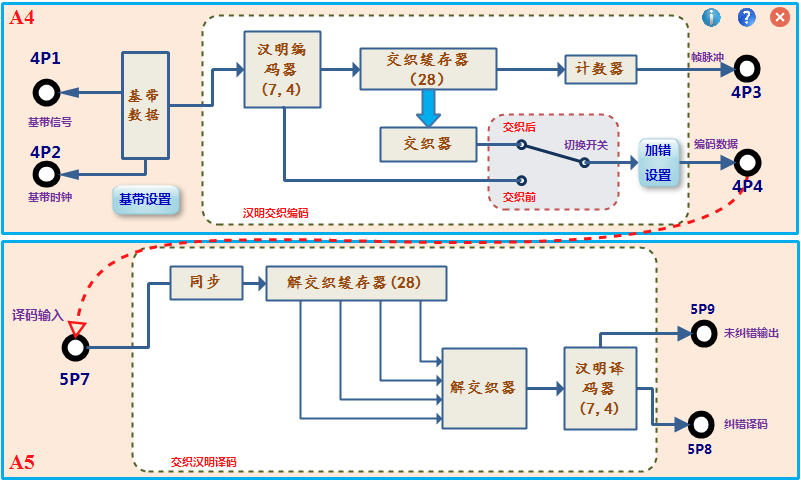 A4
i
?
4P1
基带信号
4P2
基带时钟
基带
数据
基带设置
汉明编
码器
(7,4)
交织缓存器
(28)
计数器
帧脉冲
4P3
交织器
交织后
切换开关
交织前
加错
设置
编码数据
4P4
汉明交织编码
译码输入
5P7
同步
解交织缓存器(28)
解交织器
汉明译
码器
(7,4)
5P9
未纠错输出
纠错译码
5P8
交织汉明译码
A5